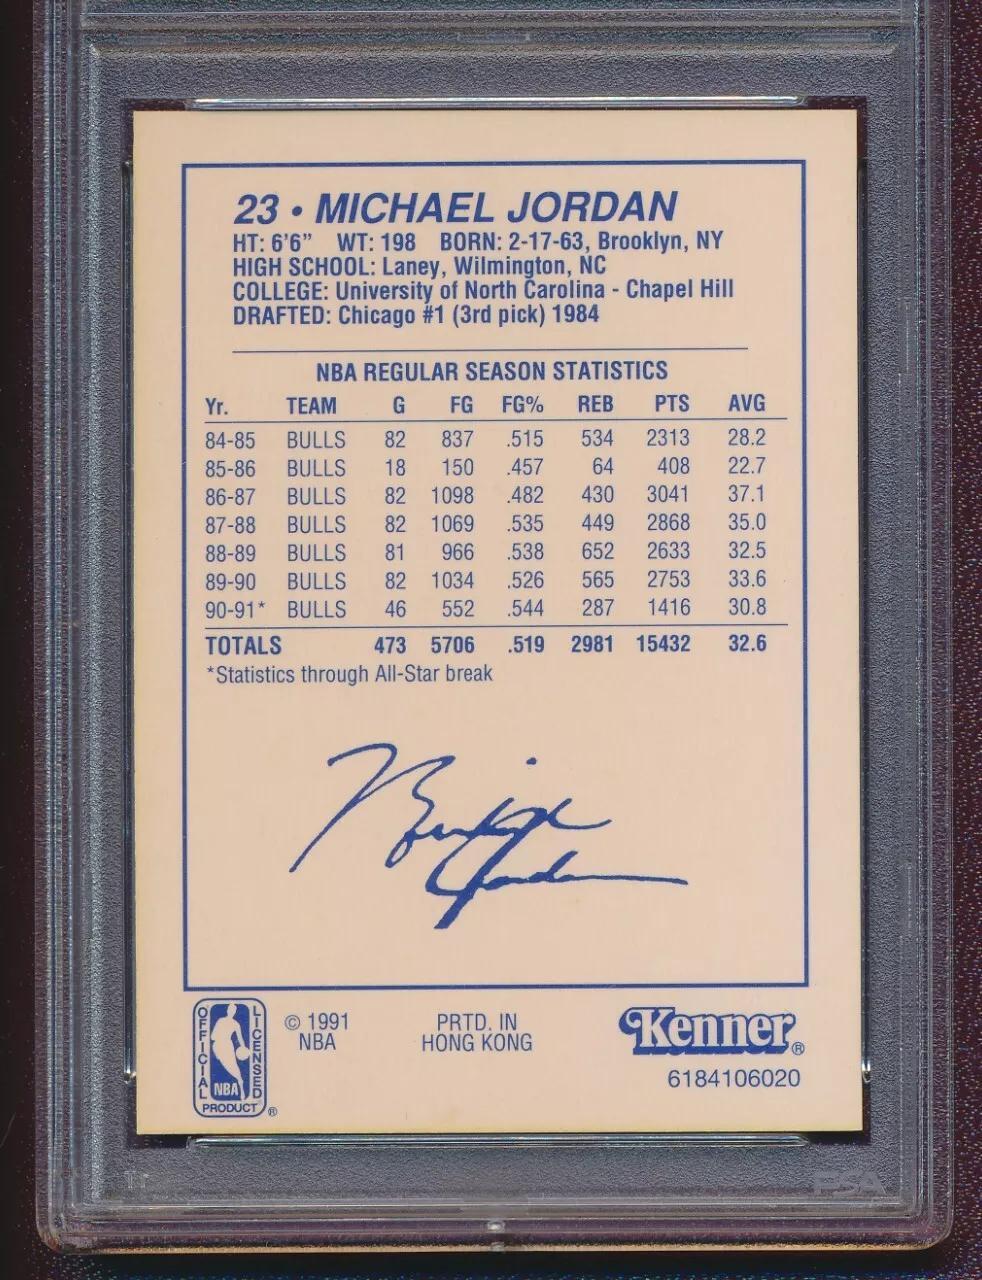 23 • MICHAEL JORDAN
HT: 6'6" WT: 198 BORN: 2-17-63, Brooklyn, NY
HIGH SCHOOL: Laney, Wilmington, NC
COLLEGE: University of North Carolina - Chapel Hill
DRAFTED: Chicago #1 (3rd pick) 1984
NBA REGULAR SEASON STATISTICS
Yr. TEAM G FG FG% REB PTS AVG
84-85 BULLS 82 837 .515 534 2313 28.2
85-86 BULLS 18 150 .457 64 408 22.7
86-87 BULLS 82 1098 .482 430 3041 37.1
87-88 BULLS 82 1069 .535 449 2868 35.0
88-89 BULLS 81 966 .538 652 2633 32.5
89-90 BULLS 82 1034 .526 565 2753 33.6
90-91* BULLS 46 552 .544 287 1416 30.8
TOTALS 473 5706 .519 2981 15432 32.6
*Statistics through All-Star break
Michael
Jordan
OFFICIAL LICENSED
NBA
PRODUCT ®
© 1991
NBA
PRTD. IN
HONG KONG
Kenner®
6184106020
PSA